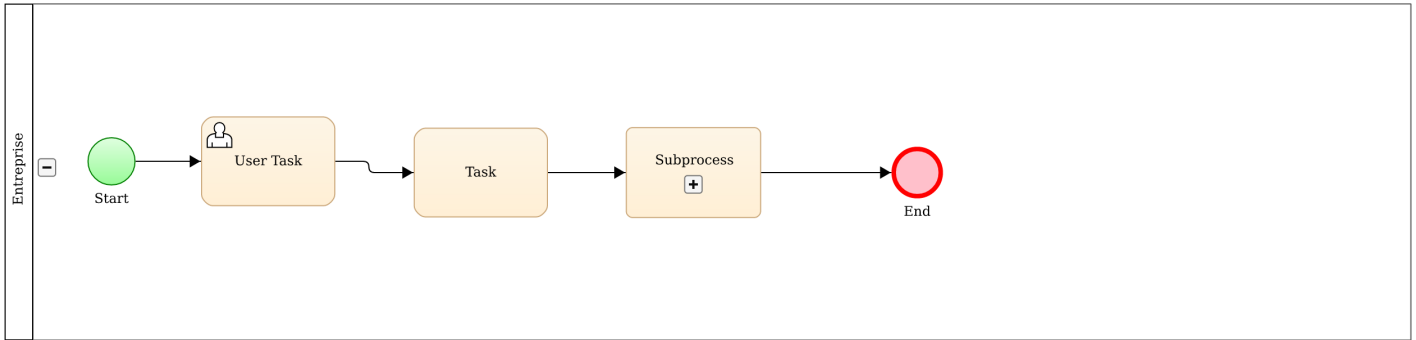 Entreprise
Start
User Task
Task
Subprocess
End